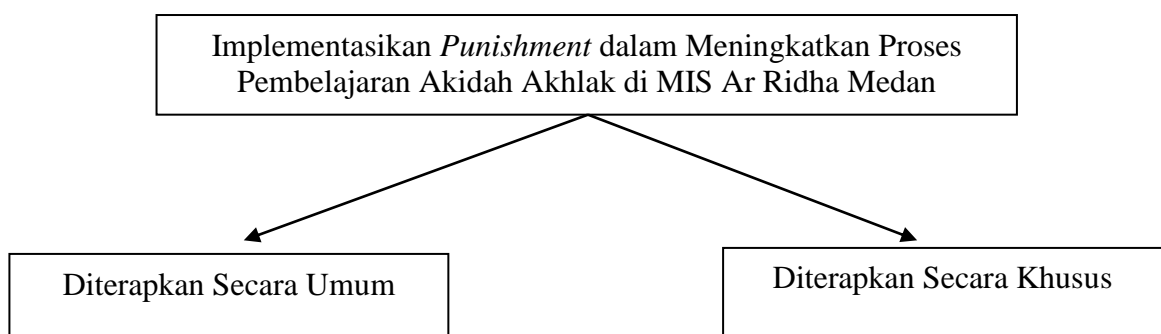 Implementasikan Punishment dalam Meningkatkan Proses
Pembelajaran Akidah Akhlak di MIS Ar Ridha Medan
Diterapkan Secara Umum
Diterapkan Secara Khusus